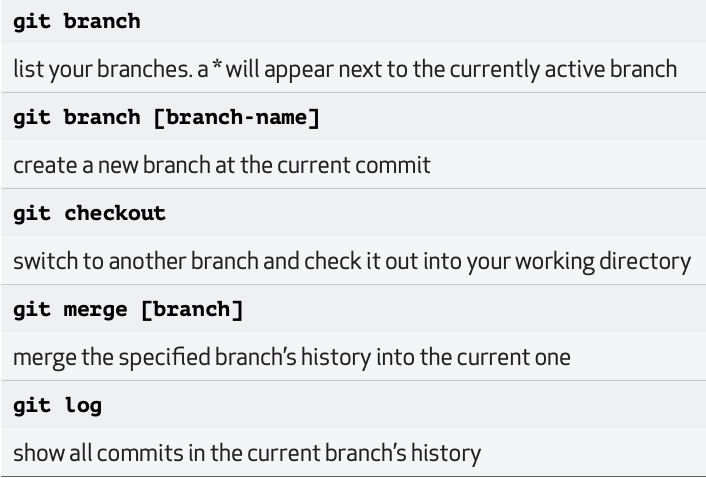 git branch
list your branches. a * will appear next to the currently active branch
git branch [branch-name]
create a new branch at the current commit
git checkout
switch to another branch and check it out into your working directory
git merge [branch]
merge the specified branch’s history into the current one
git log
show all commits in the current branch’s history